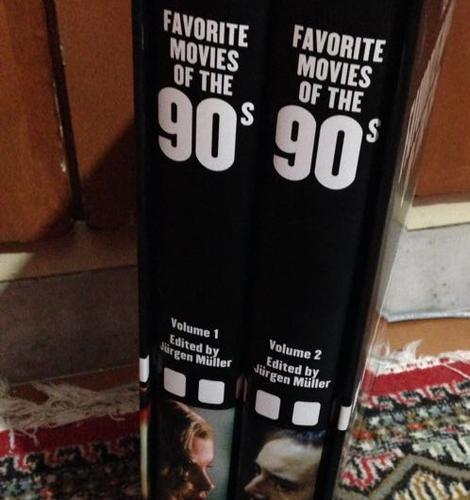 FAVORITE
MOVIES
OF THE
90s
Volume 1
Edited by
Jürgen Müller
FAVORITE
MOVIES
OF THE
90s
Volume 2
Edited by
Jürgen Müller